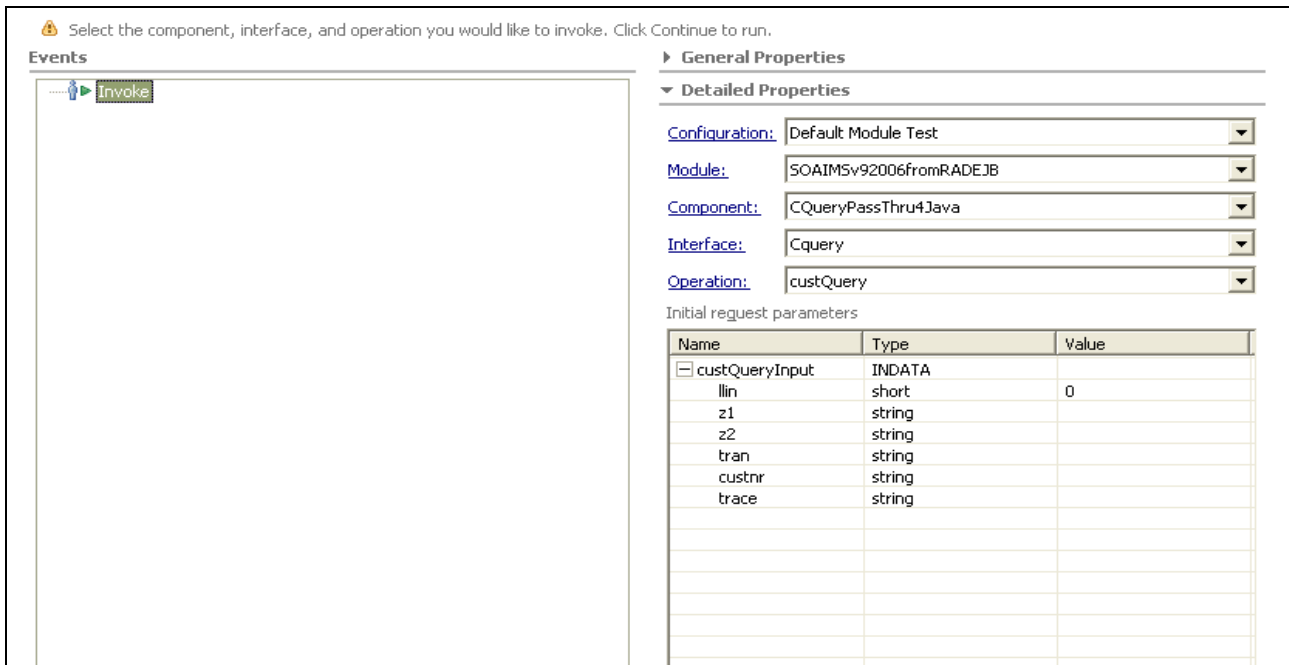 Select the component, interface, and operation you would like to invoke. Click Continue to run.
Events
Invoke
General Properties
Detailed Properties
Configuration: Default Module Test
Module: SOAIMSv92006fromRADEJB
Component: CQueryPassThru4Java
Interface: Cquery
Operation: custQuery
Initial request parameters
Name Type Value
custQueryInput INDATA
llin short 0
z1 string
z2 string
tran string
custnr string
trace string